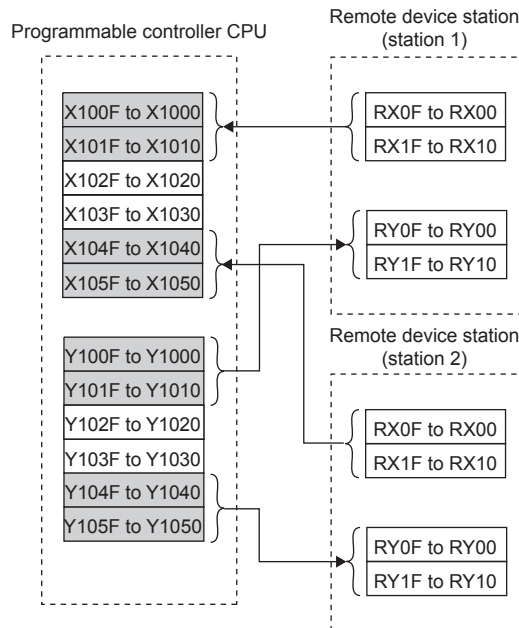 Programmable controller CPU
X100F to X1000
X101F to X1010
X102F to X1020
X103F to X1030
X104F to X1040
X105F to X1050
Y100F to Y1000
Y101F to Y1010
Y102F to Y1020
Y103F to Y1030
Y104F to Y1040
Y105F to Y1050
Remote device station
(station 1)
RX0F to RX00
RX1F to RX10
RY0F to RY00
RY1F to RY10
Remote device station
(station 2)
RX0F to RX00
RX1F to RX10
RY0F to RY00
RY1F to RY10